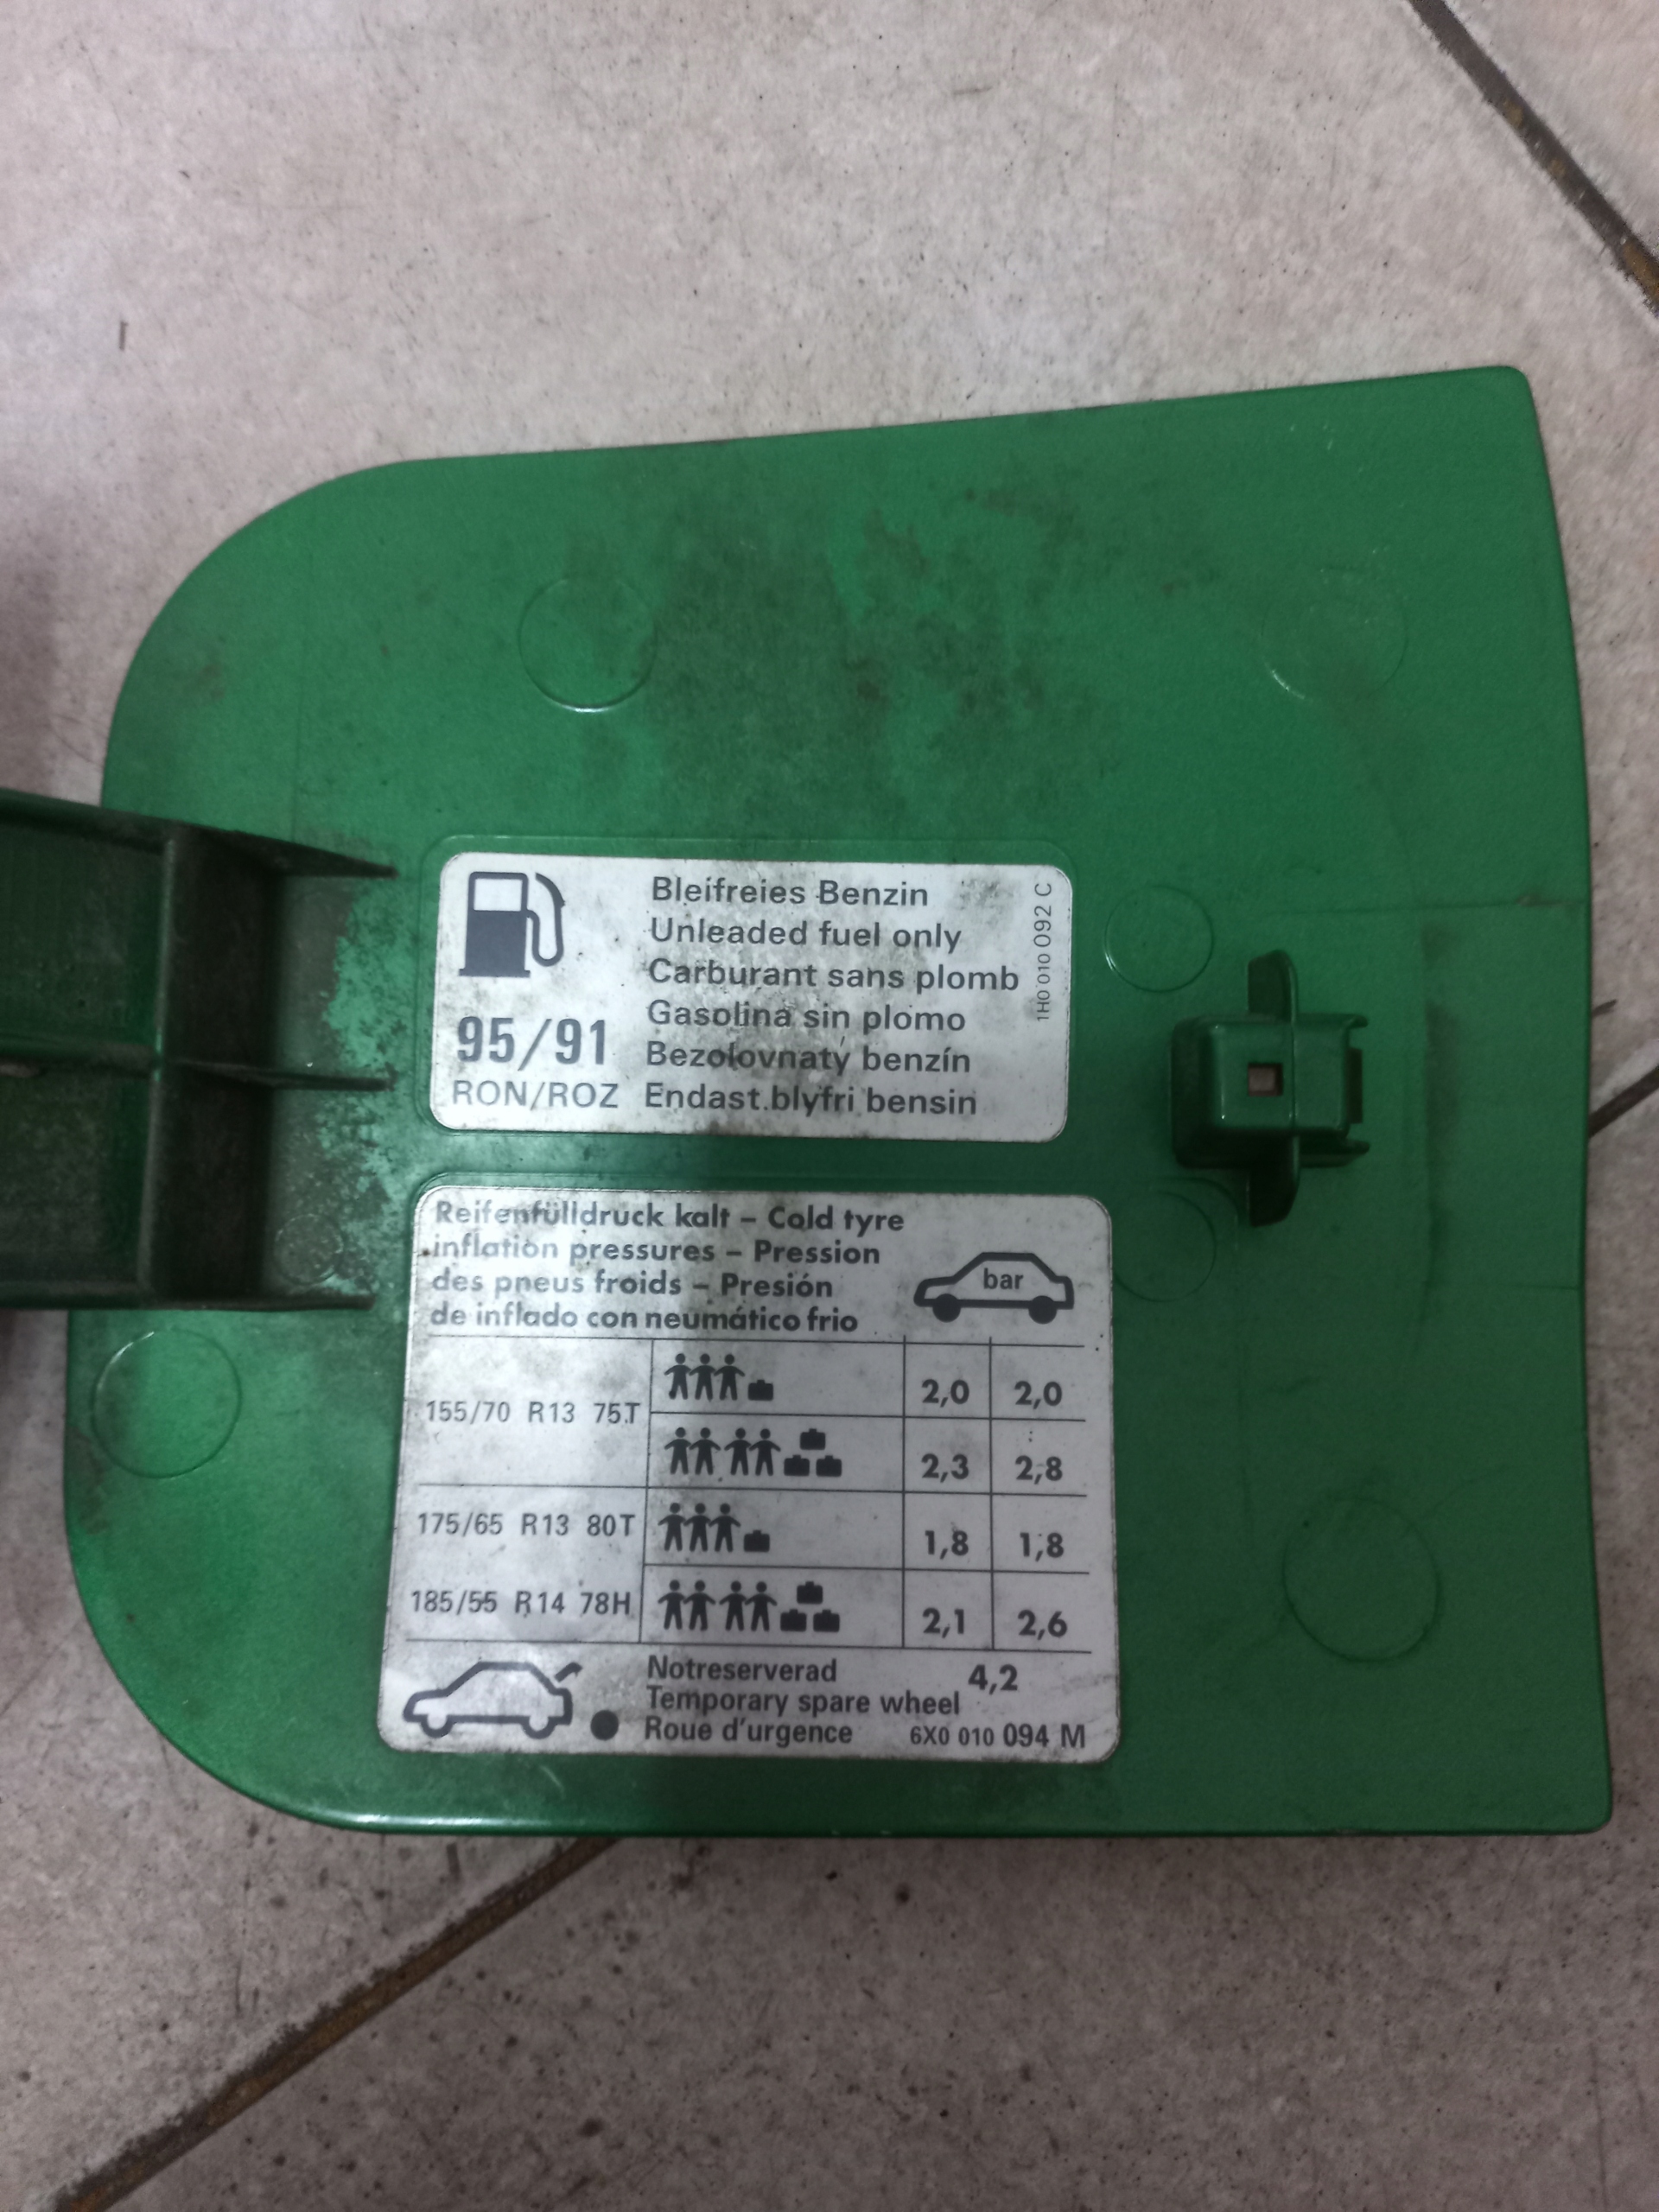 Bleifreies Benzin
Unleaded fuel only
Carburant sans plomb
Gasolina sin plomo
Bezolovnatý benzín
Endast blyfri bensin
95/91
RON/ROZ
1H0 010 092 C
Reifenfülldruck kalt – Cold tyre
inflation pressures – Pression
des pneus froids – Presión
de inflado con neumático frio
bar
155/70 R13 75T
2,0 2,0
2,3 2,8
175/65 R13 80T
1,8 1,8
185/55 R14 78H
2,1 2,6
Notreserverad 4,2
Temporary spare wheel
Roue d'urgence 6X0 010 094 M